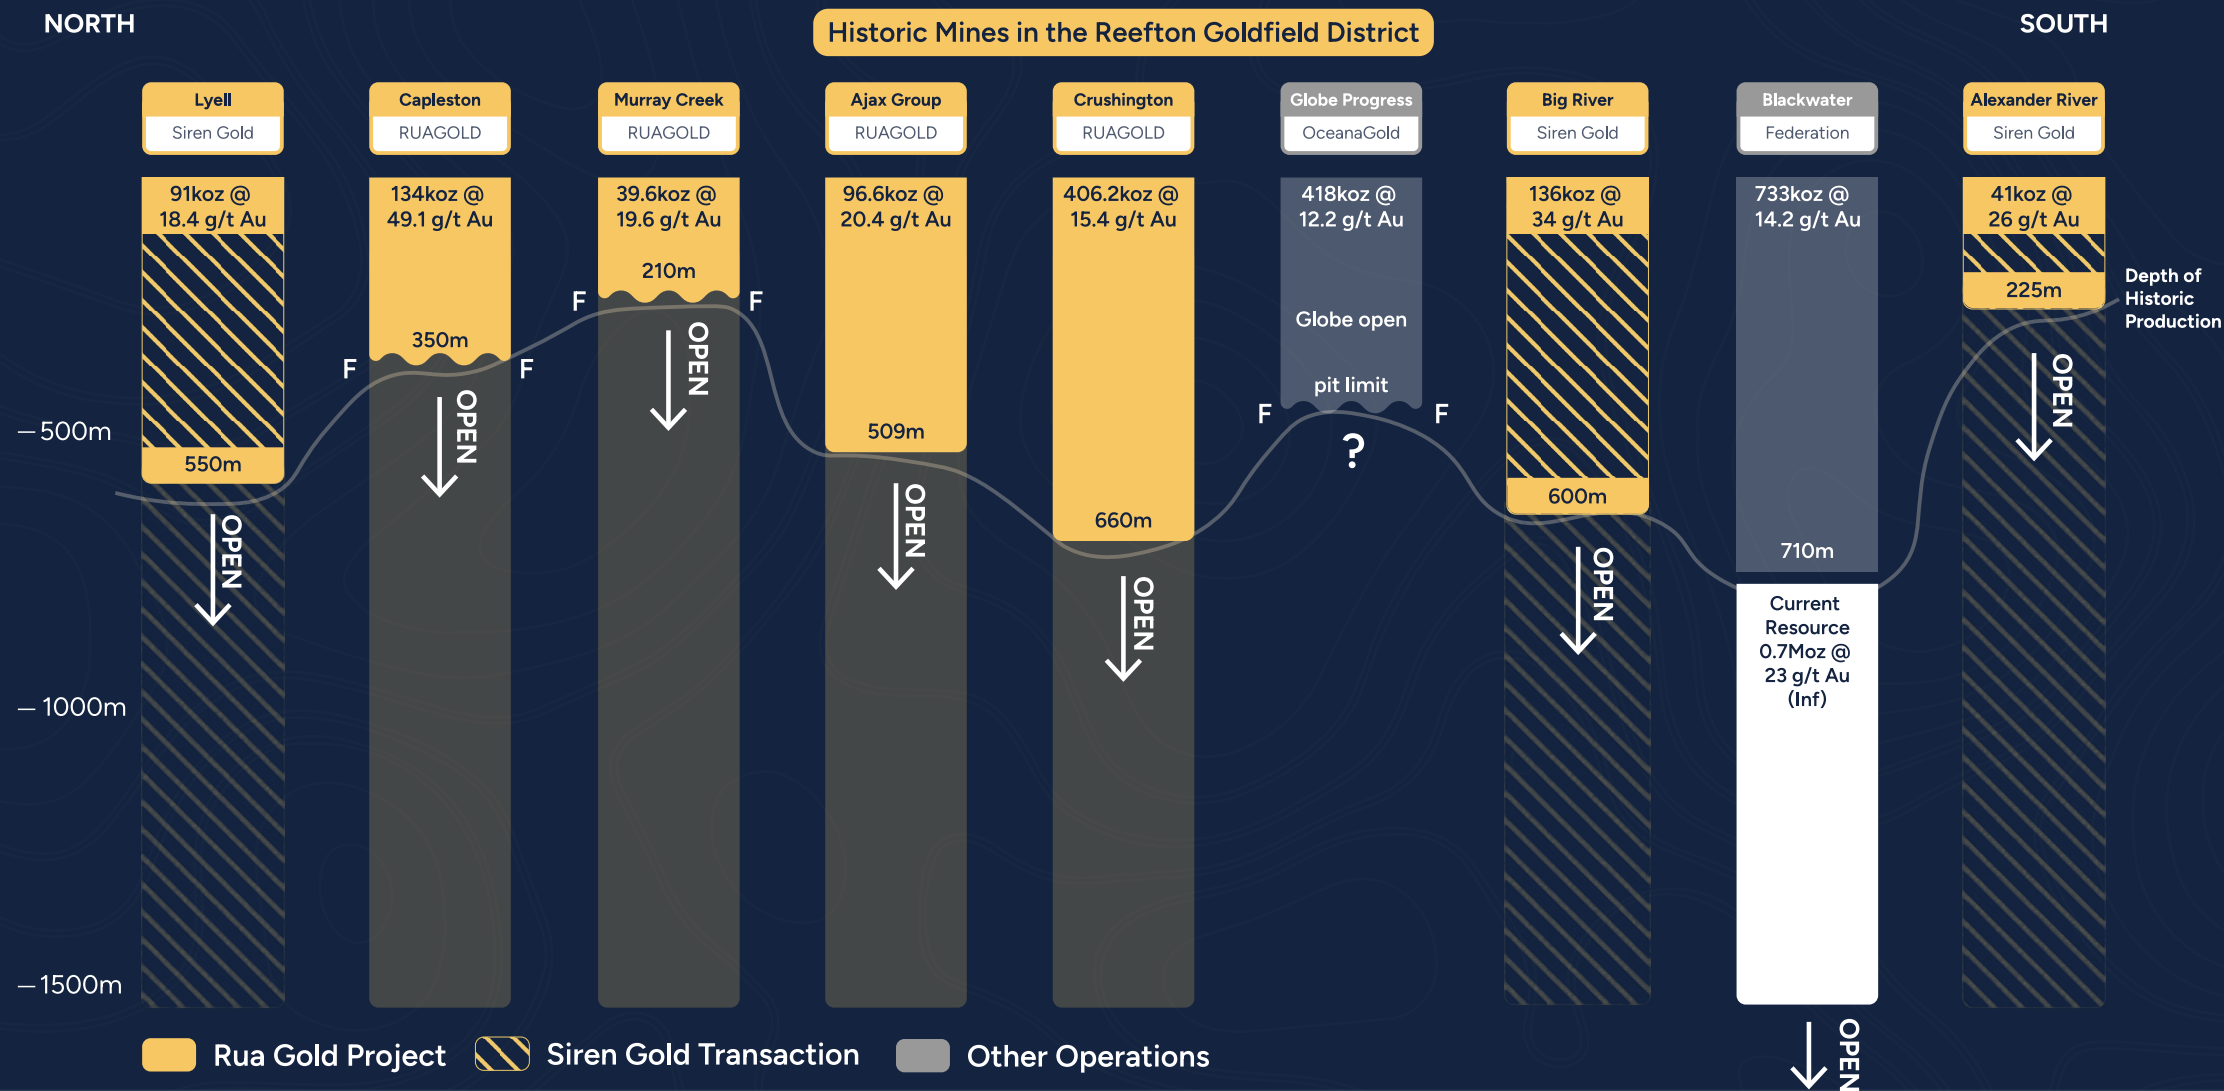 NORTH
Historic Mines in the Reefton Goldfield District
SOUTH
Lyell
Siren Gold
91koz @
18.4 g/t Au
550m
OPEN
Capleston
RUAGOLD
134koz @
49.1 g/t Au
350m
F
F
OPEN
Murray Creek
RUAGOLD
39.6koz @
19.6 g/t Au
210m
F
F
OPEN
Ajax Group
RUAGOLD
96.6koz @
20.4 g/t Au
509m
OPEN
Crushington
RUAGOLD
406.2koz @
15.4 g/t Au
660m
OPEN
Globe Progress
OceanaGold
418koz @
12.2 g/t Au
Globe open
pit limit
F
F
?
Big River
Siren Gold
136koz @
34 g/t Au
600m
OPEN
Blackwater
Federation
733koz @
14.2 g/t Au
710m
Current
Resource
0.7Moz @
23 g/t Au
(Inf)
OPEN
Alexander River
Siren Gold
41koz @
26 g/t Au
225m
OPEN
Depth of
Historic
Production
—500m
— 1000m
—1500m
Rua Gold Project
Siren Gold Transaction
Other Operations